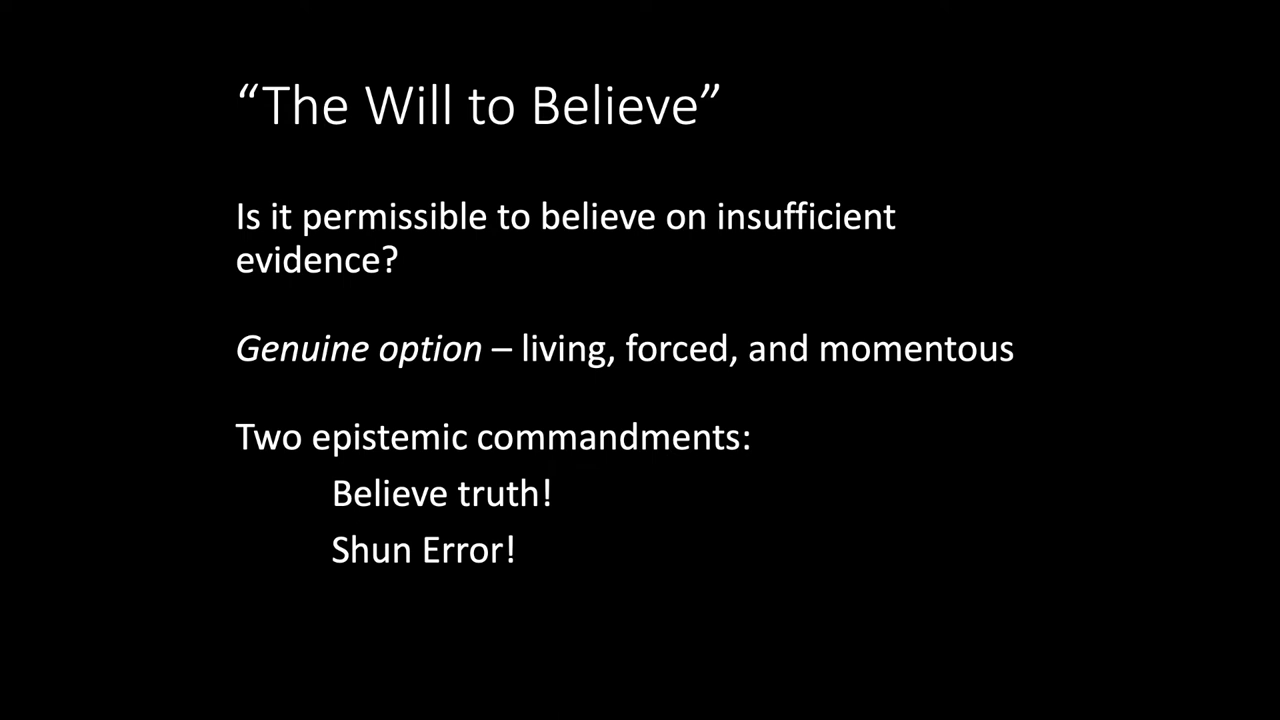 “The Will to Believe”
Is it permissible to believe on insufficient
evidence?
Genuine option – living, forced, and momentous
Two epistemic commandments:
Believe truth!
Shun Error!